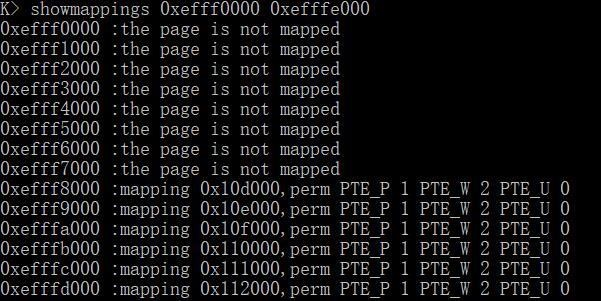 K> showmappings 0xefff0000 0xefffe000
0xefff0000 :the page is not mapped
0xefff1000 :the page is not mapped
0xefff2000 :the page is not mapped
0xefff3000 :the page is not mapped
0xefff4000 :the page is not mapped
0xefff5000 :the page is not mapped
0xefff6000 :the page is not mapped
0xefff7000 :the page is not mapped
0xefff8000 :mapping 0x10d000,perm PTE_P 1 PTE_W 2 PTE_U 0
0xefff9000 :mapping 0x10e000,perm PTE_P 1 PTE_W 2 PTE_U 0
0xefffa000 :mapping 0x10f000,perm PTE_P 1 PTE_W 2 PTE_U 0
0xefffb000 :mapping 0x110000,perm PTE_P 1 PTE_W 2 PTE_U 0
0xefffc000 :mapping 0x111000,perm PTE_P 1 PTE_W 2 PTE_U 0
0xefffd000 :mapping 0x112000,perm PTE_P 1 PTE_W 2 PTE_U 0